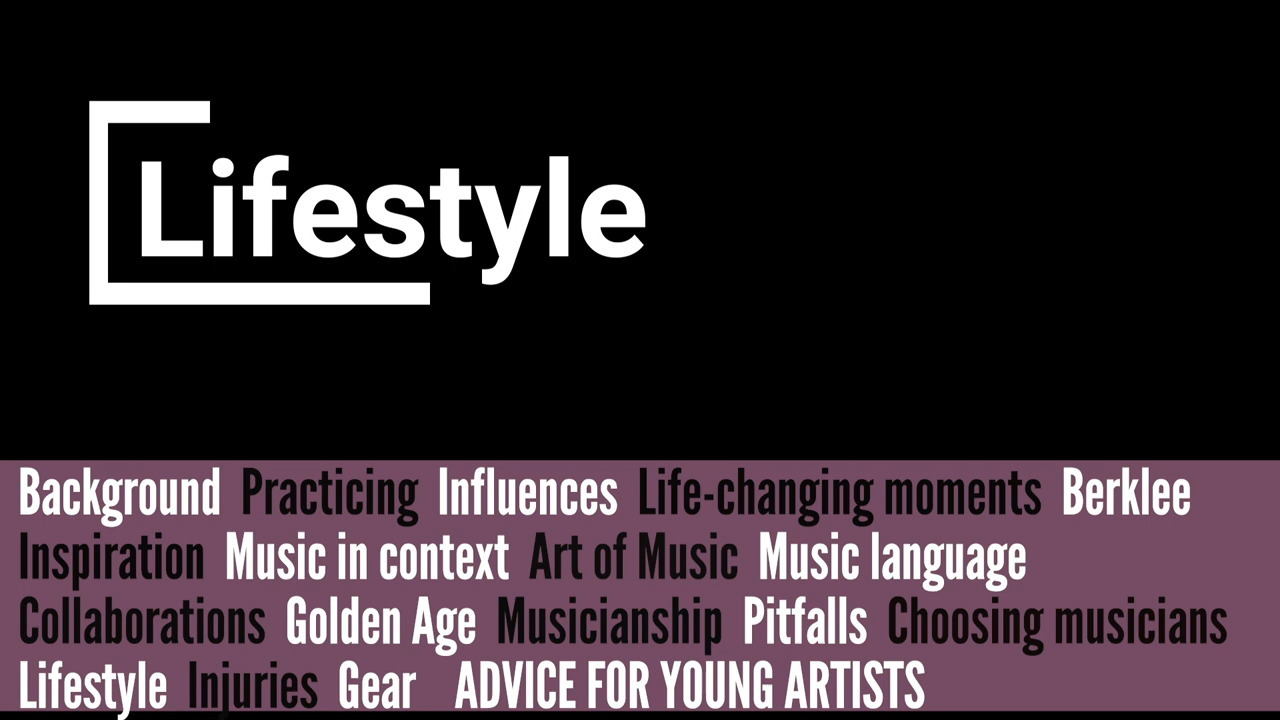 Lifestyle
Background Practicing Influences Life-changing moments Berklee
Inspiration Music in context Art of Music Music language
Collaborations Golden Age Musicianship Pitfalls Choosing musicians
Lifestyle Injuries Gear ADVICE FOR YOUNG ARTISTS